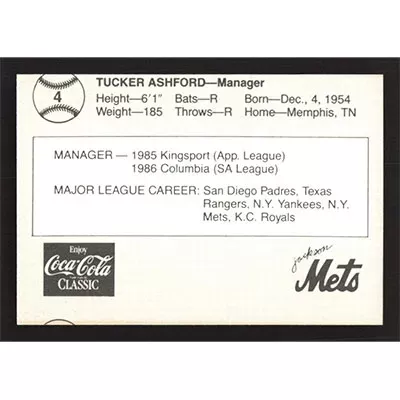 TUCKER ASHFORD—Manager
4
Height—6'1" Bats—R Born—Dec., 4, 1954
Weight—185 Throws—R Home—Memphis, TN
MANAGER — 1985 Kingsport (App. League)
1986 Columbia (SA League)
MAJOR LEAGUE CAREER: San Diego Padres, Texas
Rangers, N.Y. Yankees, N.Y.
Mets, K.C. Royals
Enjoy
Coca-Cola
CLASSIC
jackson
Mets